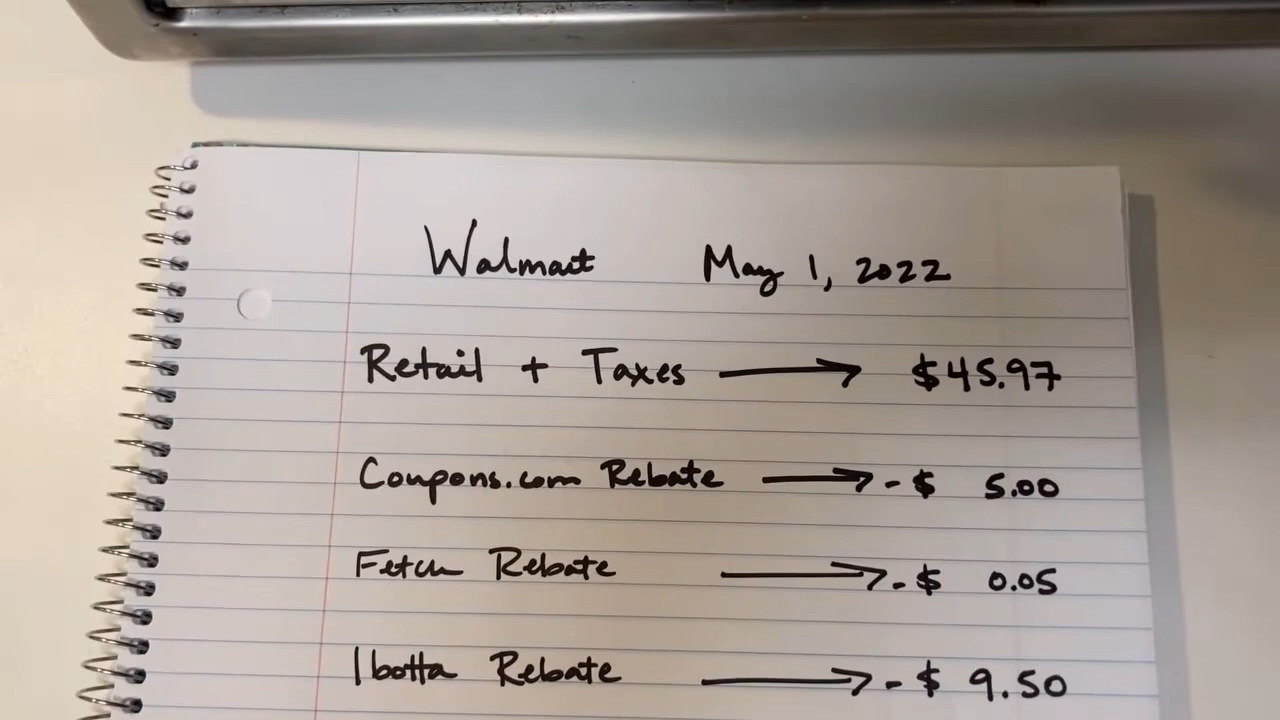 Walmart May 1, 2022
Retail + Taxes → $45.97
Coupons.com Rebate → - $ 5.00
Fetch Rebate → - $ 0.05
Ibotta Rebate → - $ 9.50